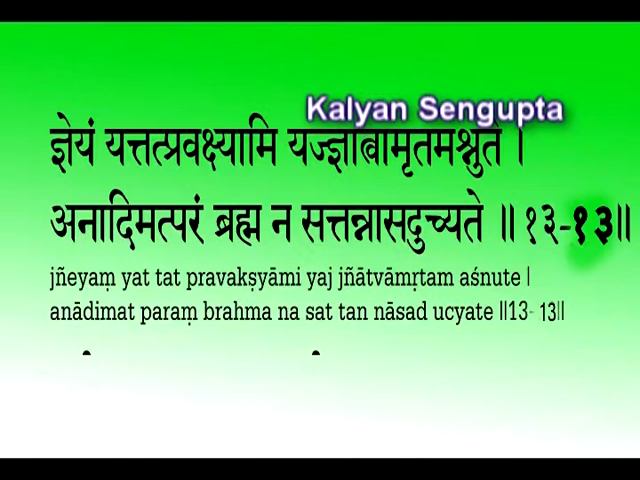 Kalyan Sengupta
ज्ञेयं यत्तत्प्रवक्ष्यामि यज्ज्ञात्वामृतमश्नुते ।
अनादिमत्परं ब्रह्म न सत्तन्नासदुच्यते ॥ १३-१३॥
jñeyaṃ yat tat pravakṣyāmi yaj jñātvāmṛtam aśnute |
anādimat paraṃ brahma na sat tan nāsad ucyate ||13- 13||